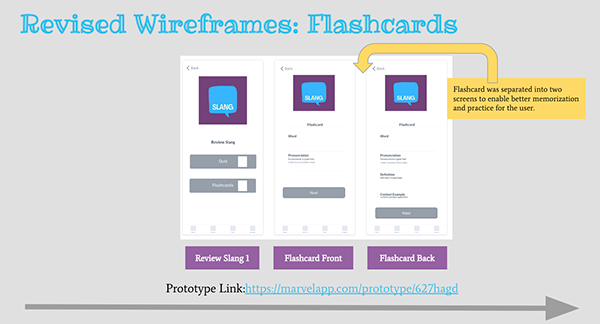 Revised Wireframes: Flashcards
Flashcard was separated into two
screens to enable better memorization
and practice for the user.
Back
SLANG
Review Slang
Quiz
Flashcards
Back
SLANG
Flashcard
Word
Pronunciation
Next
Back
SLANG
Flashcard
Word
Pronunciation
Definition
Context Example
Next
Review Slang 1
Flashcard Front
Flashcard Back
Prototype Link:https://marvelapp.com/prototype/627hagd